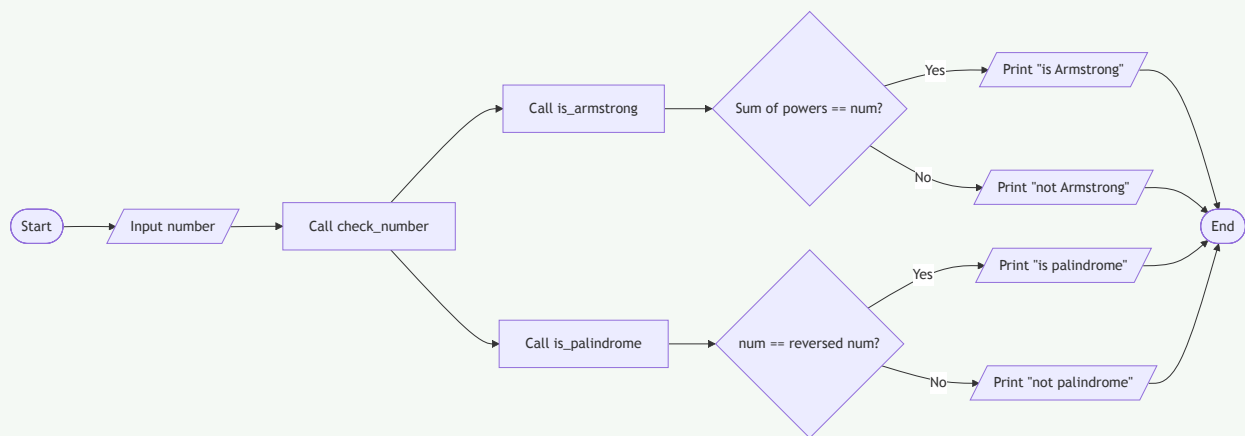 Start
Input number
Call check_number
Call is_armstrong
Sum of powers == num?
Yes
Print "is Armstrong"
No
Print "not Armstrong"
Call is_palindrome
num == reversed num?
Yes
Print "is palindrome"
No
Print "not palindrome"
End